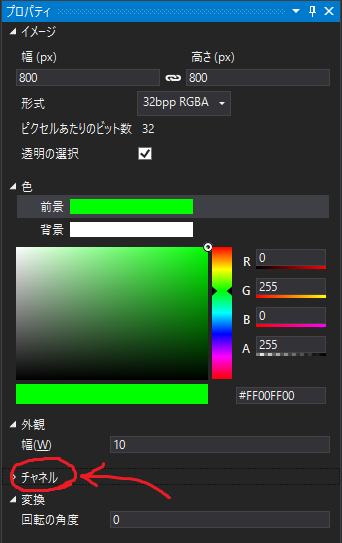 プロパティ
イメージ
幅 (px)
高さ (px)
800
800
形式
32bpp RGBA
ピクセルあたりのビット数
32
透明の選択
色
前景
背景
R
0
G
255
B
0
A
255
#FF00FF00
外観
幅(W)
10
チャネル
変換
回転の角度
0